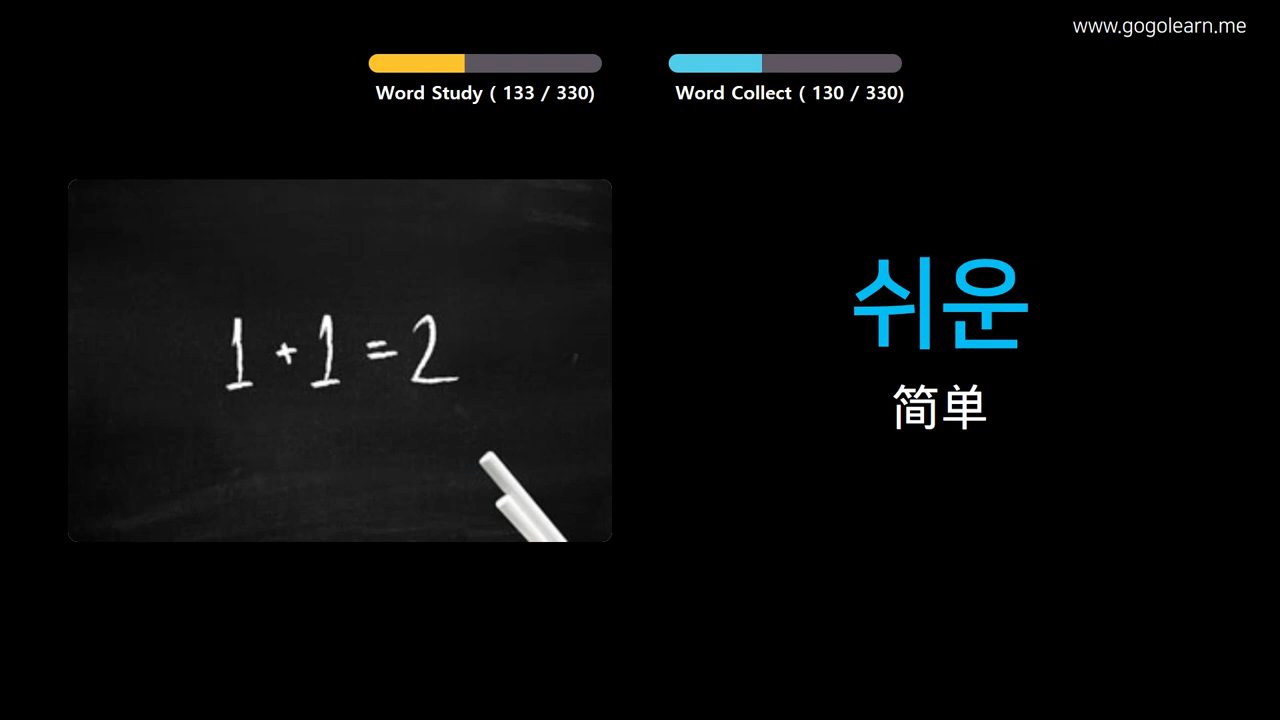 www.gogolearn.me
Word Study ( 133 / 330)
Word Collect ( 130 / 330)
1 + 1 = 2
쉬운
简单